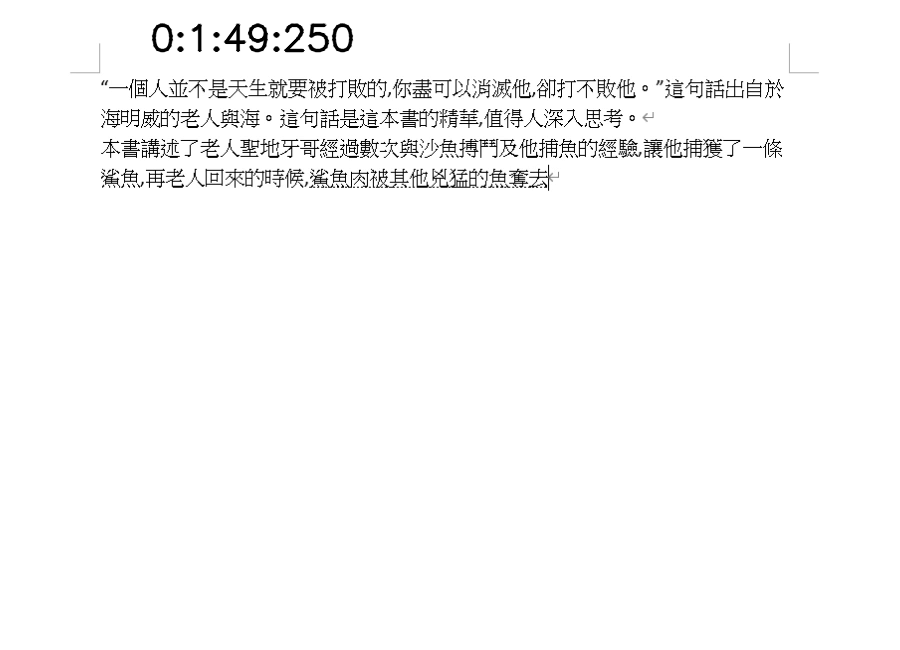 0:1:49:250
“一個人並不是天生就要被打敗的,你盡可以消滅他,卻打不敗他。”這句話出自於
海明威的老人與海。這句話是這本書的精華,值得人深入思考。
本書講述了老人聖地牙哥經過數次與沙魚搏鬥及他捕魚的經驗,讓他捕獲了一條
鯊魚,再老人回來的時候,鯊魚肉被其他兇猛的魚奪去